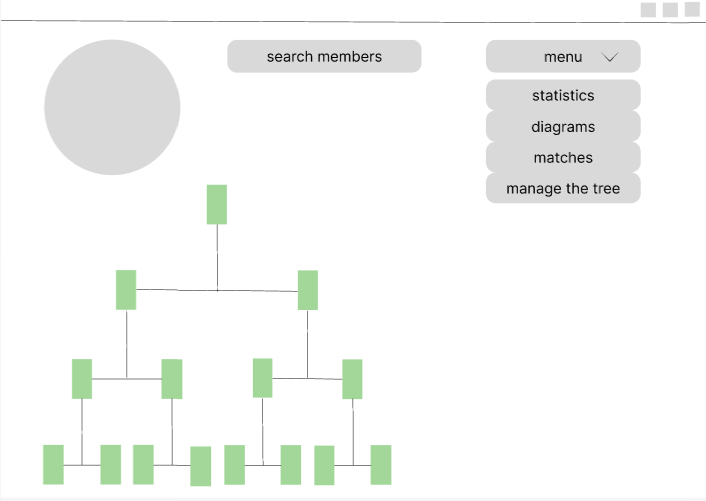 search members
menu
statistics
diagrams
matches
manage the tree